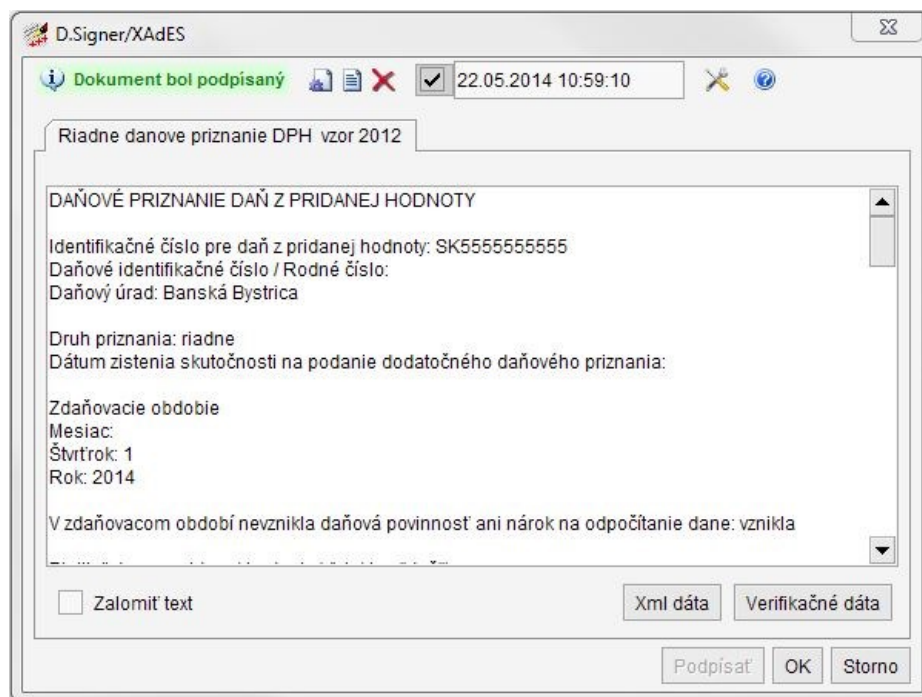 D.Signer/XAdES
Dokument bol podpísaný 22.05.2014 10:59:10
Riadne danove priznanie DPH vzor 2012
DAŇOVÉ PRIZNANIE DAŇ Z PRIDANEJ HODNOTY
Identifikačné číslo pre daň z pridanej hodnoty: SK5555555555
Daňové identifikačné číslo / Rodné číslo:
Daňový úrad: Banská Bystrica
Druh priznania: riadne
Dátum zistenia skutočnosti na podanie dodatočného daňového priznania:
Zdaňovacie obdobie
Mesiac:
Štvrťrok: 1
Rok: 2014
V zdaňovacom období nevznikla daňová povinnosť ani nárok na odpočítanie dane: vznikla
Zalomiť text
Xml dáta Verifikačné dáta
Podpísať OK Storno